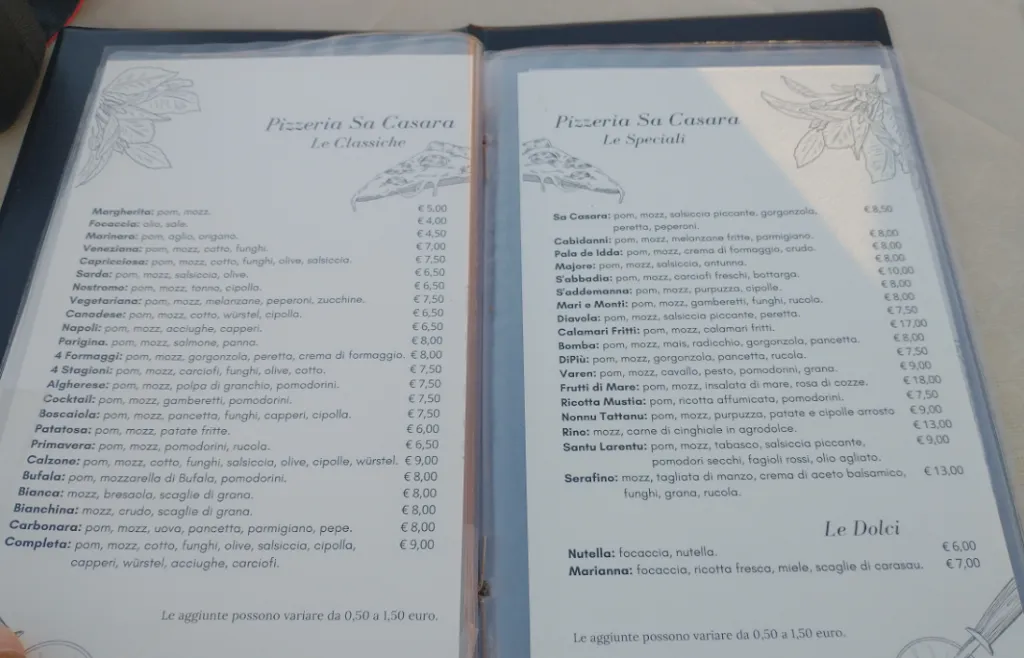 Pizzeria Sa Casara
Le Classiche
Margherita: pom, mozz. € 5,00
Focaccia: olio, sale. € 4,00
Marinara: pom, aglio, origano. € 4,50
Veneziana: pom, mozz, cotto, funghi. € 7,00
Capricciosa: pom, mozz, cotto, funghi, olive, salsiccia. € 7,50
Sarda: pom, mozz, salsiccia, olive. € 6,50
Nostromo: pom, mozz, tonno, cipolla. € 6,50
Vegetariana: pom, mozz, melanzane, peperoni, zucchine. € 7,50
Canadese: pom, mozz, cotto, würstel, cipolla. € 6,50
Napoli: pom, mozz, acciughe, capperi. € 6,50
Parigina. pom, mozz, salmone, panna. € 8,00
4 Formaggi: pom, mozz, gorgonzola, peretta, crema di formaggio. € 8,00
4 Stagioni: pom, mozz, carciofi, funghi, olive, cotto. € 7,50
Algherese: pom, mozz, polpa di granchio, pomodorini. € 7,50
Cocktail: pom, mozz, gamberetti, pomodorini. € 7,50
Boscaiola: pom, mozz, pancetta, funghi, capperi, cipolla. € 7,50
Patatosa: pom, mozz, patate fritte. € 6,00
Primavera: pom, mozz, pomodorini, rucola. € 6,50
Calzone: pom, mozz, cotto, funghi, salsiccia, olive, cipolle, würstel. € 9,00
Bufala: pom, mozzarella di Bufala, pomodorini. € 8,00
Bianca: mozz, bresaola, scaglie di grana. € 8,00
Bianchina: mozz, crudo, scaglie di grana. € 8,00
Carbonara: pom, mozz, uova, pancetta, parmigiano, pepe. € 8,00
Completa: pom, mozz, cotto, funghi, olive, salsiccia, cipolla, € 9,00
capperi, würstel, acciughe, carciofi.
Le aggiunte possono variare da 0,50 a 1,50 euro.
Pizzeria Sa Casara
Le Speciali
Sa Casara: pom, mozz, salsiccia piccante, gorgonzola, € 8,50
peretta, peperoni.
Cabidanni: pom, mozz, melanzane fritte, parmigiano. € 8,00
Pala de Idda: pom, mozz, crema di formaggio, crudo. € 8,00
Majore: pom, mozz, salsiccia, antunna. € 8,00
S'abbadia: pom, mozz, carciofi freschi, bottarga. € 10,00
S'addemanna: pom, mozz, purpuzza, cipolle. € 8,00
Mari e Monti: pom, mozz, gamberetti, funghi, rucola. € 8,00
Diavola: pom, mozz, salsiccia piccante, peretta. € 7,50
Calamari Fritti: pom, mozz, calamari fritti. € 17,00
Bomba: pom, mozz, mais, radicchio, gorgonzola, pancetta. € 8,00
DiPiù: pom, mozz, gorgonzola, pancetta, rucola. € 7,50
Varen: pom, mozz, cavallo, pesto, pomodorini, grana. € 9,00
Frutti di Mare: pom, mozz, insalata di mare, rosa di cozze. € 18,00
Ricotta Mustia: pom, ricotta affumicata, pomodorini. € 7,50
Nonnu Tattanu: pom, mozz, purpuzza, patate e cipolle arrosto € 9,00
Rino: mozz, carne di cinghiale in agrodolce. € 13,00
Santu Larentu: pom, mozz, tabasco, salsiccia piccante, € 9,00
pomodori secchi, fagioli rossi, olio agliato.
Serafino: mozz, tagliata di manzo, crema di aceto balsamico, € 13,00
funghi, grana, rucola.
Le Dolci
Nutella: focaccia, nutella. € 6,00
Marianna: focaccia, ricotta fresca, miele, scaglie di carasau. € 7,00
Le aggiunte possono variare da 0,50 a 1,50 euro.